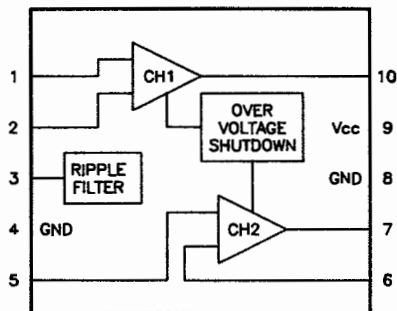 1
CH1
10
2
OVER
VOLTAGE
SHUTDOWN
Vcc
9
3
RIPPLE
FILTER
GND
8
4
GND
CH2
7
5
6